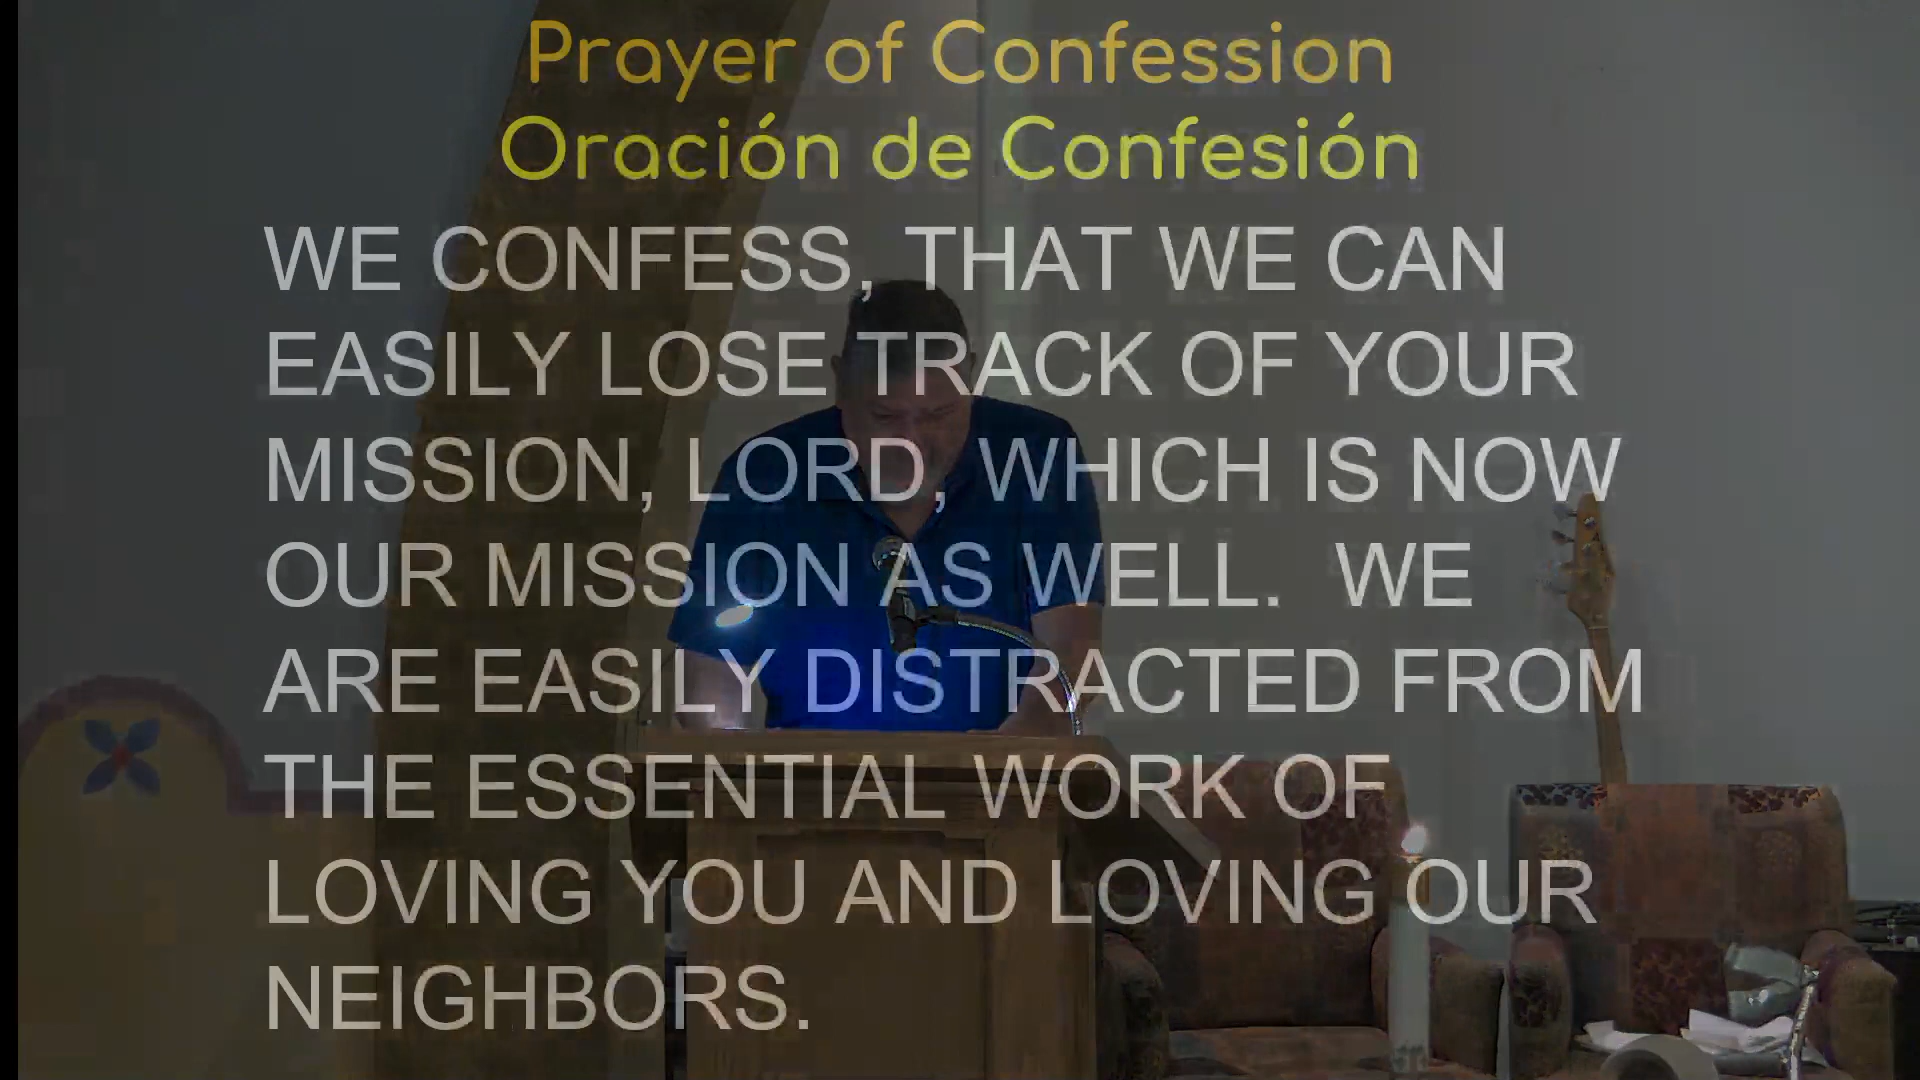 Prayer of Confession
Oración de Confesión
WE CONFESS, THAT WE CAN
EASILY LOSE TRACK OF YOUR
MISSION, LORD, WHICH IS NOW
OUR MISSION AS WELL.  WE
ARE EASILY DISTRACTED FROM
THE ESSENTIAL WORK OF
LOVING YOU AND LOVING OUR
NEIGHBORS.